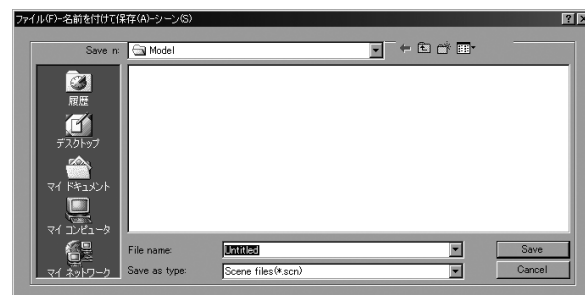 ファイル(F)-名前を付けて保存(A)-シーン(S)
Save n:
Model
履歴
デスクトップ
マイ ドキュメント
マイ コンピュータ
マイ ネットワーク
File name:
Untitled
Save
Save as type:
Scene files(*.scn)
Cancel